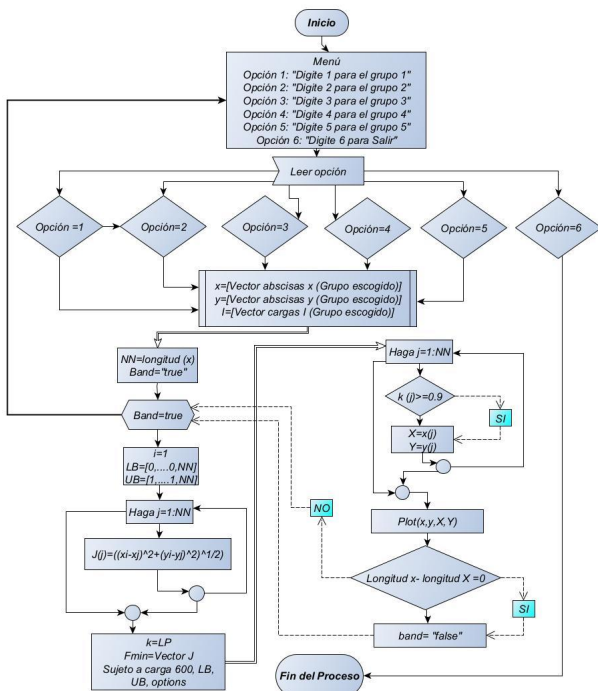 Inicio
Menú
Opción 1: "Digite 1 para el grupo 1"
Opción 2: "Digite 2 para el grupo 2"
Opción 3: "Digite 3 para el grupo 3"
Opción 4: "Digite 4 para el grupo 4"
Opción 5: "Digite 5 para el grupo 5"
Opción 6: "Digite 6 para Salir"
Leer opción
Opción =1
Opción=2
Opción=3
Opción=4
Opción=5
Opción=6
x=[Vector abscisas x (Grupo escogido)]
y=[Vector abscisas y (Grupo escogido)]
I=[Vector cargas I (Grupo escogido)]
NN=longitud (x)
Band="true"
Band=true
i=1
LB=[0,....0,NN]
UB=[1,....1,NN]
Haga j=1:NN
J(j)=((xi-xj)^2+(yi-yj)^2)^1/2)
k=LP
Fmin=Vector J
Sujeto a carga 600, LB,
UB, options
Haga j=1:NN
k (j)>=0.9
SI
X=x(j)
Y=y(j)
Plot(x,y,X,Y)
NO
Longitud x- longitud X =0
SI
band= "false"
Fin del Proceso